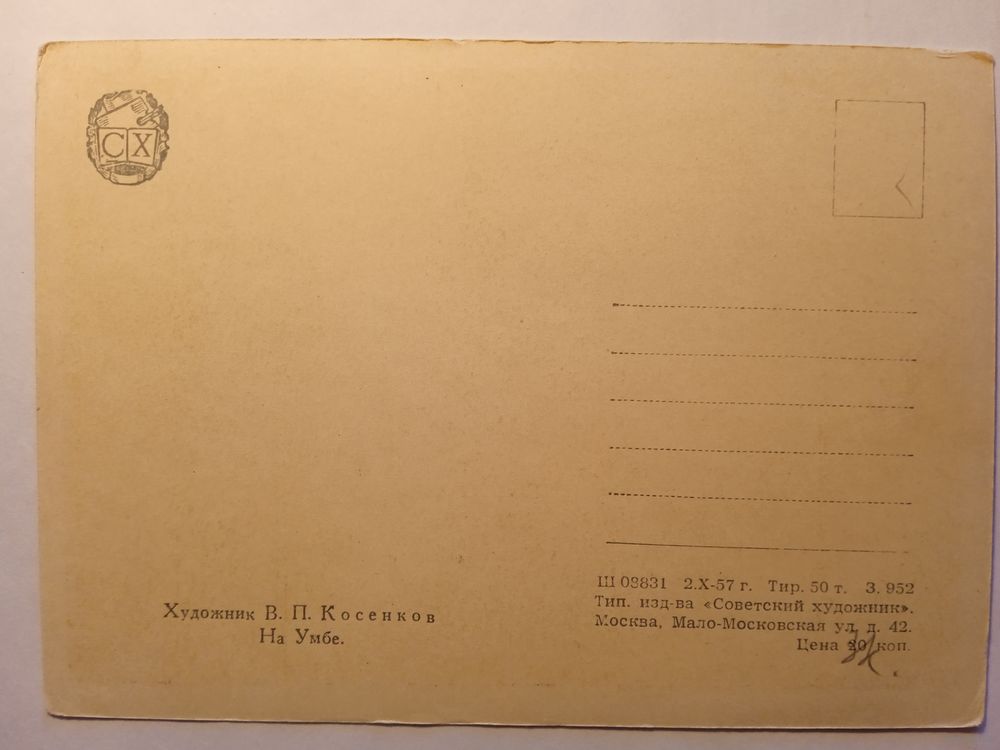 СХ
Художник В. П. Косенков
На Умбе.
Ш 08831 2.X-57 г. Тир. 50 т. З. 952
Тип. изд-ва «Советский художник».
Москва, Мало-Московская ул. д. 42.
Цена 20 коп.